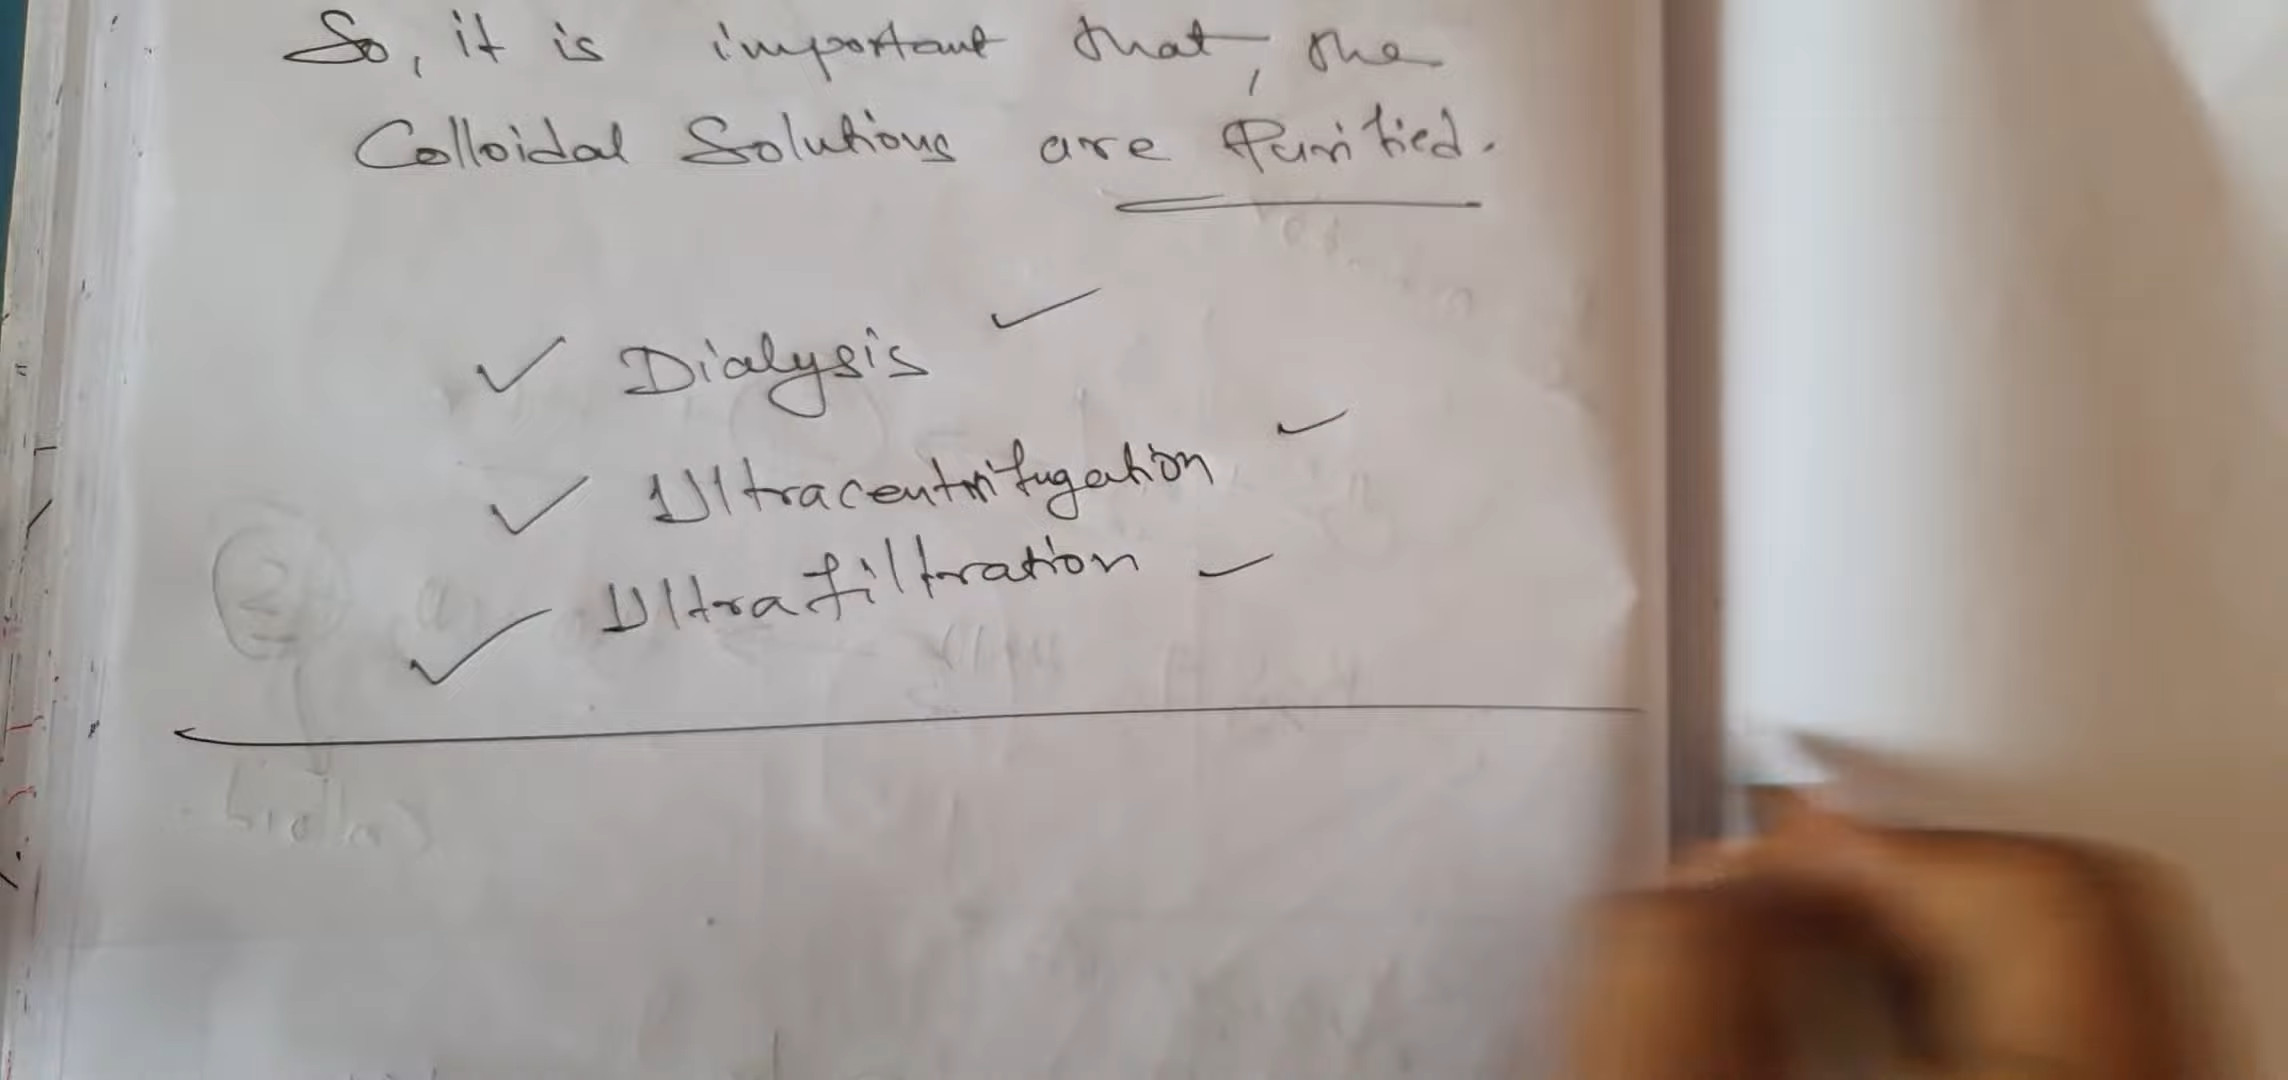 So, it is important that, the
Colloidal Solutions are Purified.
✓ Dialysis ✓
✓ Ultracentrifugation ✓
✓ Ultrafiltration ✓